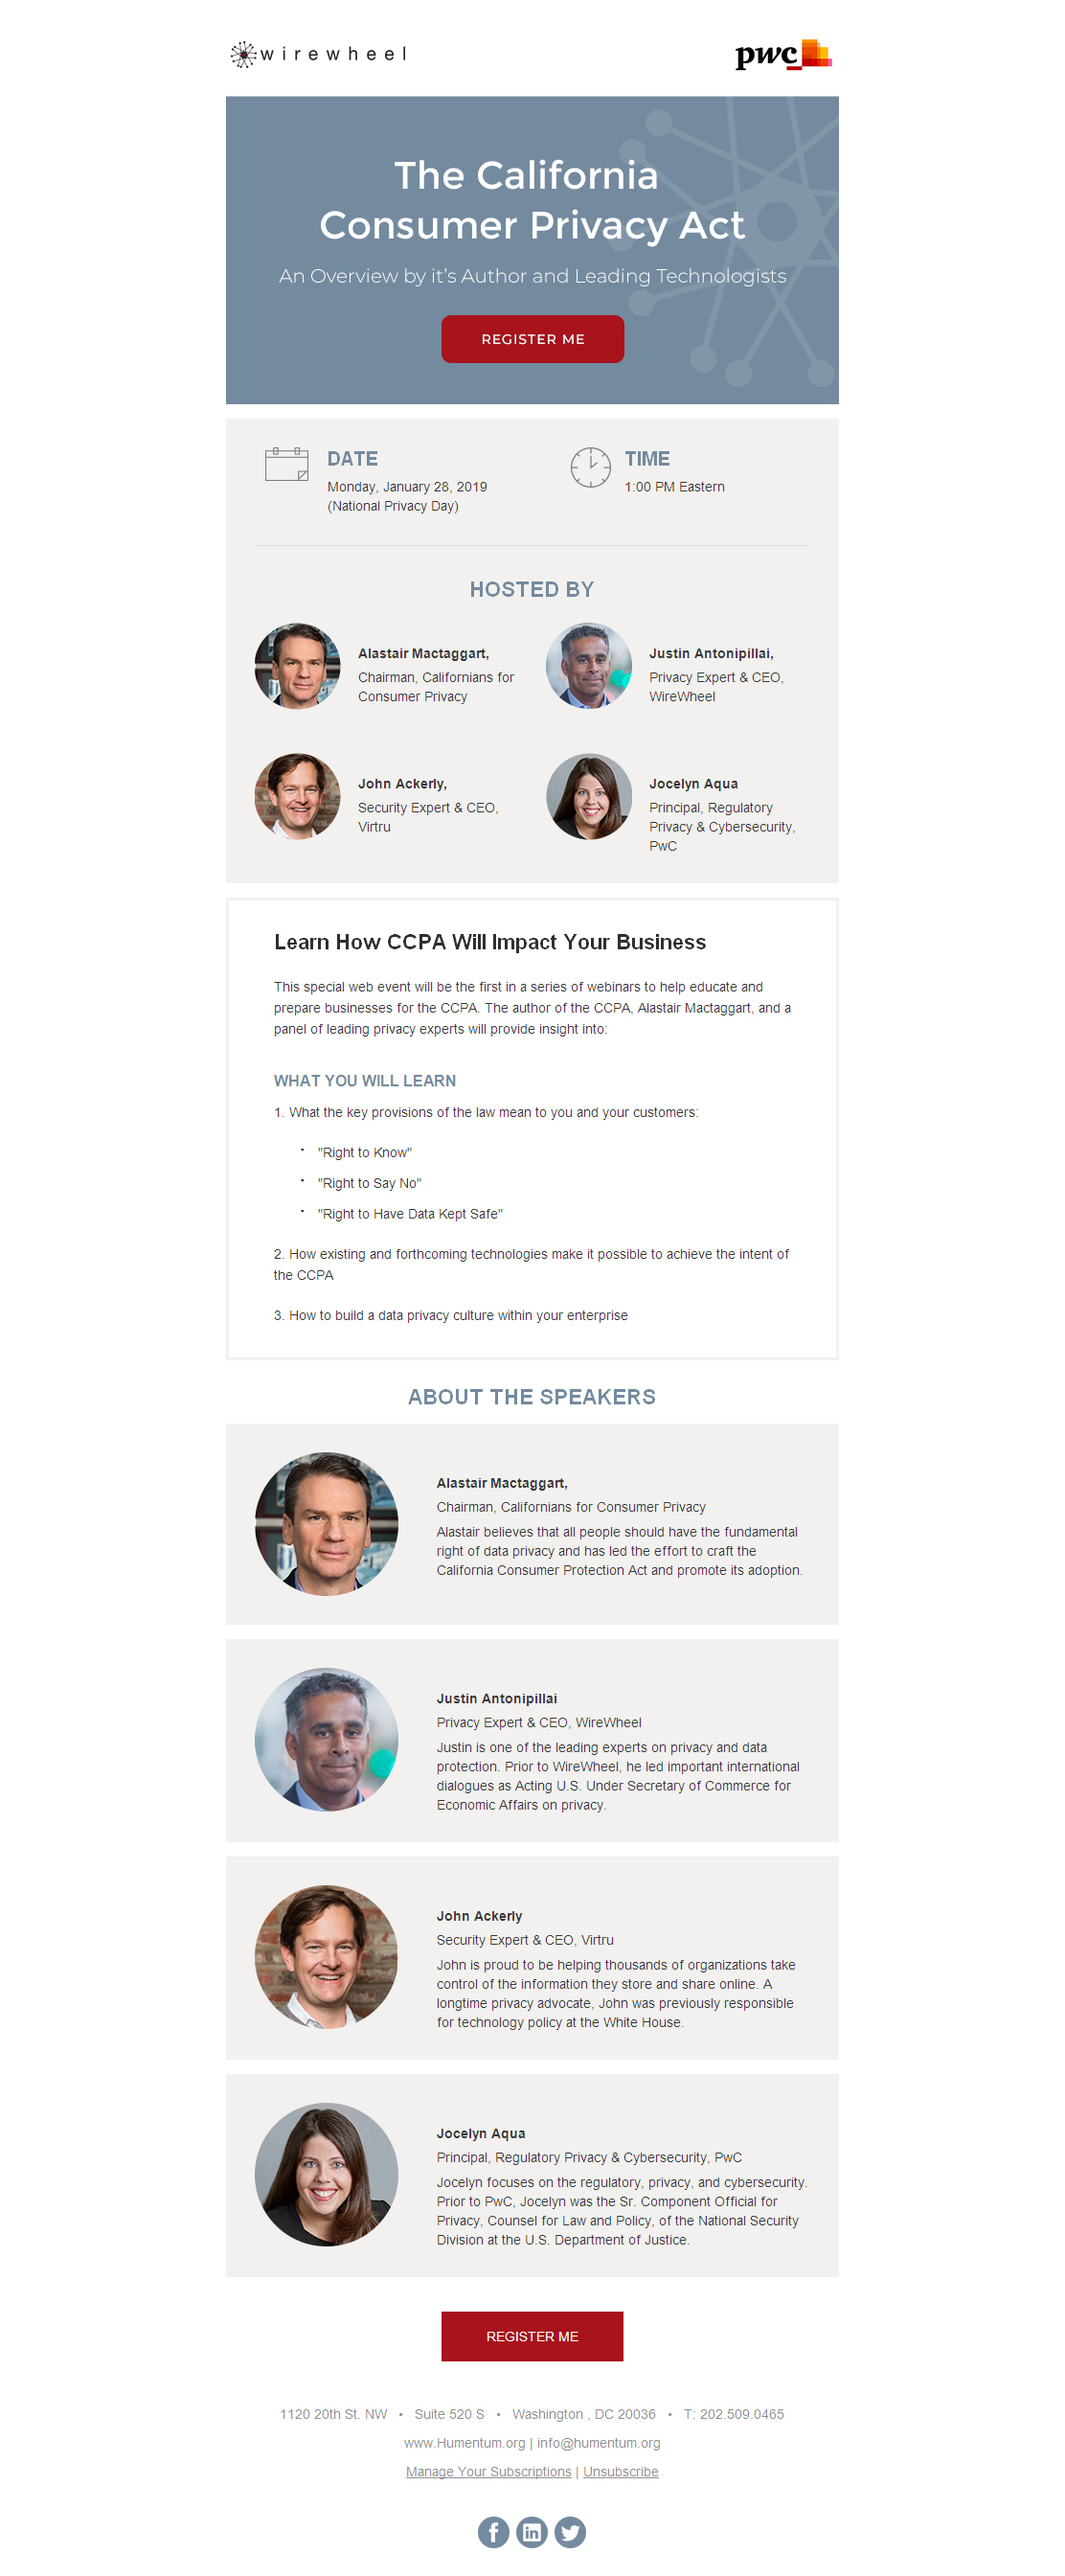 wirewheel
pwc
The California
Consumer Privacy Act
An Overview by it's Author and Leading Technologists
REGISTER ME
DATE
Monday, January 28, 2019
(National Privacy Day)
TIME
1:00 PM Eastern
HOSTED BY
Alastair Mactaggart,
Chairman, Californians for
Consumer Privacy
Justin Antonipillai,
Privacy Expert & CEO,
WireWheel
John Ackerly,
Security Expert & CEO,
Virtru
Jocelyn Aqua
Principal, Regulatory
Privacy & Cybersecurity,
PwC
Learn How CCPA Will Impact Your Business
This special web event will be the first in a series of webinars to help educate and
prepare businesses for the CCPA. The author of the CCPA, Alastair Mactaggart, and a
panel of leading privacy experts will provide insight into:
WHAT YOU WILL LEARN
1. What the key provisions of the law mean to you and your customers:
• "Right to Know"
• "Right to Say No"
• "Right to Have Data Kept Safe"
2. How existing and forthcoming technologies make it possible to achieve the intent of
the CCPA
3. How to build a data privacy culture within your enterprise
ABOUT THE SPEAKERS
Alastair Mactaggart,
Chairman, Californians for Consumer Privacy
Alastair believes that all people should have the fundamental
right of data privacy and has led the effort to craft the
California Consumer Protection Act and promote its adoption.
Justin Antonipillai
Privacy Expert & CEO, WireWheel
Justin is one of the leading experts on privacy and data
protection. Prior to WireWheel, he led important international
dialogues as Acting U.S. Under Secretary of Commerce for
Economic Affairs on privacy.
John Ackerly
Security Expert & CEO, Virtru
John is proud to be helping thousands of organizations take
control of the information they store and share online. A
longtime privacy advocate, John was previously responsible
for technology policy at the White House.
Jocelyn Aqua
Principal, Regulatory Privacy & Cybersecurity, PwC
Jocelyn focuses on the regulatory, privacy, and cybersecurity.
Prior to PwC, Jocelyn was the Sr. Component Official for
Privacy, Counsel for Law and Policy, of the National Security
Division at the U.S. Department of Justice.
REGISTER ME
1120 20th St. NW • Suite 520 S • Washington , DC 20036 • T: 202.509.0465
www.Humentum.org | info@humentum.org
Manage Your Subscriptions | Unsubscribe